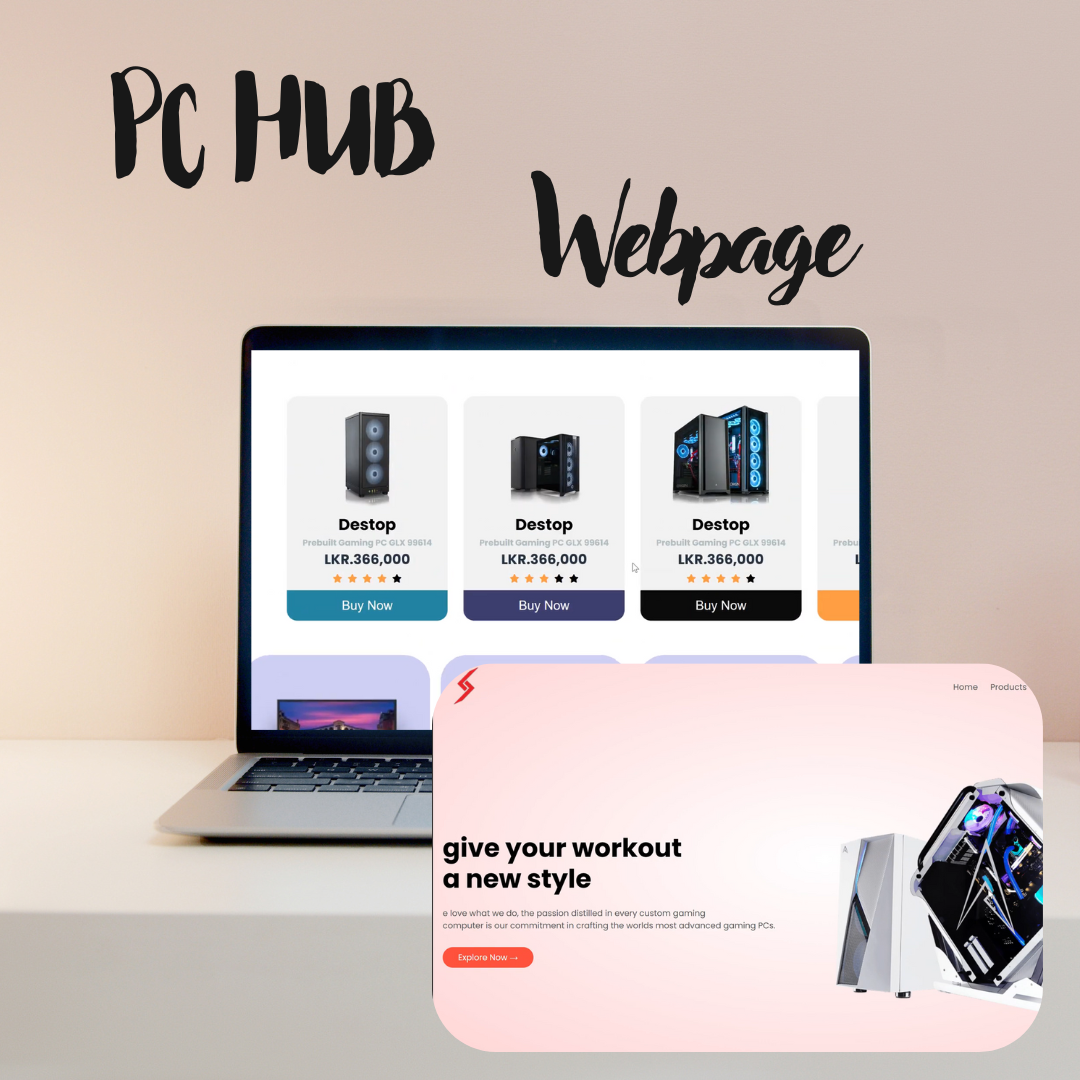 Pc HUB
Webpage
Destop
Prebuilt Gaming PC GLX 99614
LKR.366,000
Buy Now
Destop
Prebuilt Gaming PC GLX 99614
LKR.366,000
Buy Now
Destop
Prebuilt Gaming PC GLX 99614
LKR.366,000
Buy Now
Prebu
L
Home Products
give your workout
a new style
e love what we do, the passion distilled in every custom gaming
computer is our commitment in crafting the worlds most advanced gaming PCs.
Explore Now →